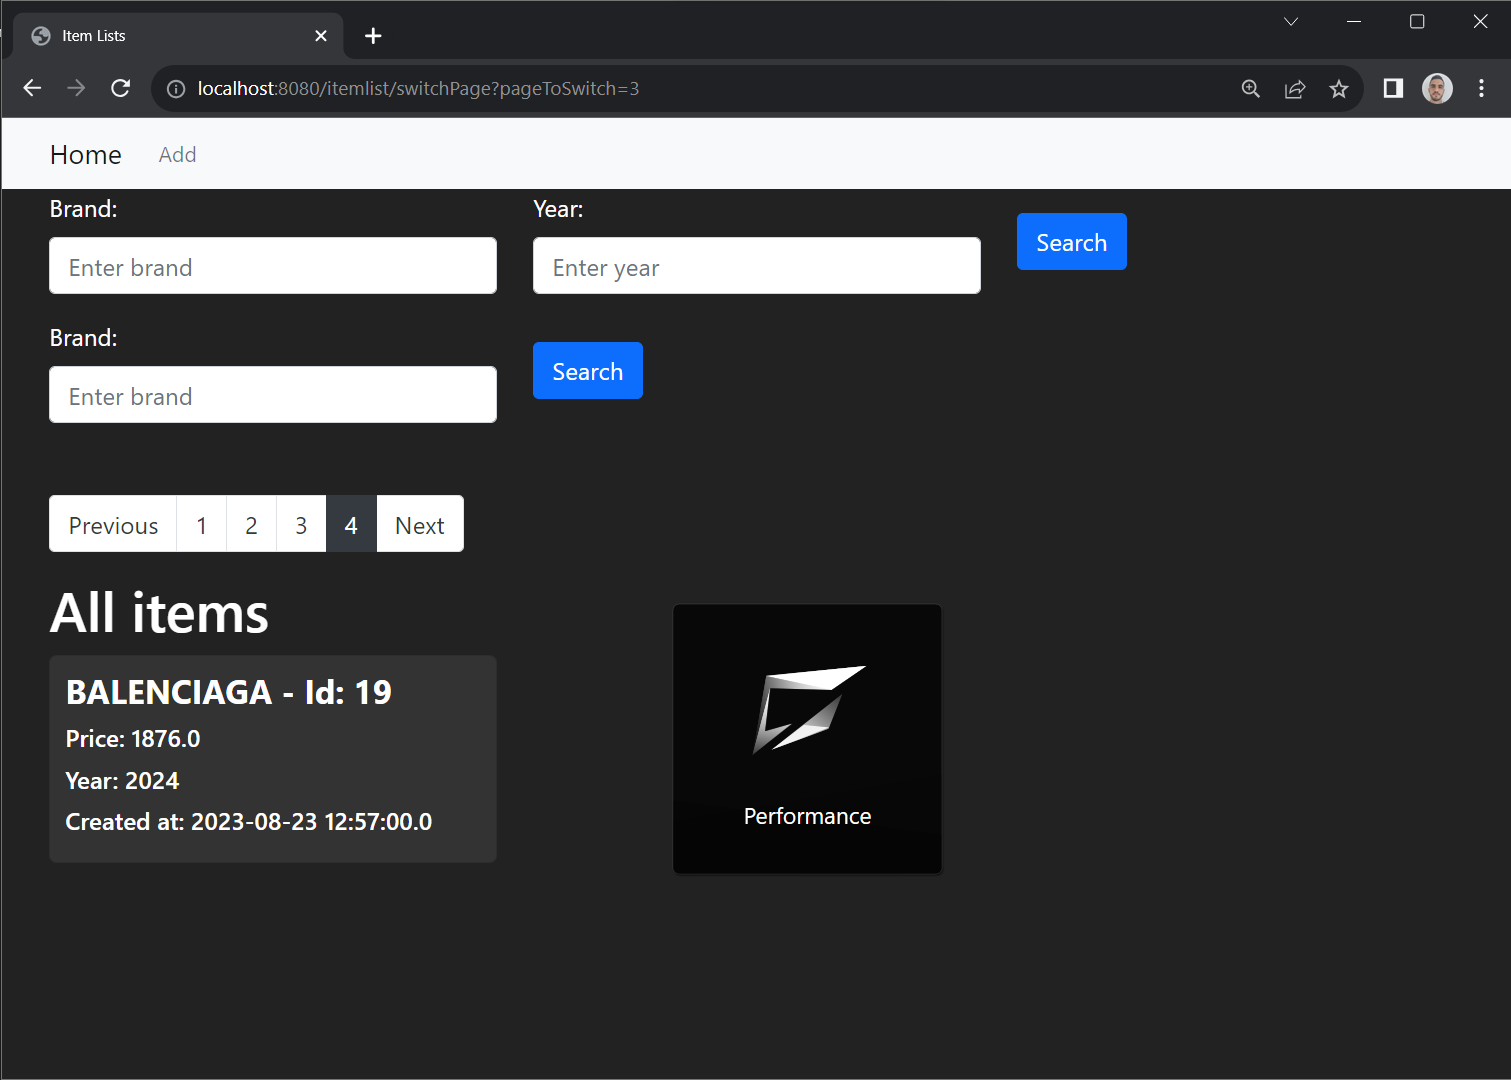 Item Lists
localhost:8080/itemlist/switchPage?pageToSwitch=3
Home Add
Brand: Year:
Enter brand Enter year Search
Brand:
Enter brand Search
Previous 1 2 3 4 Next
All items
BALENCIAGA - Id: 19
Price: 1876.0
Year: 2024
Created at: 2023-08-23 12:57:00.0
Performance